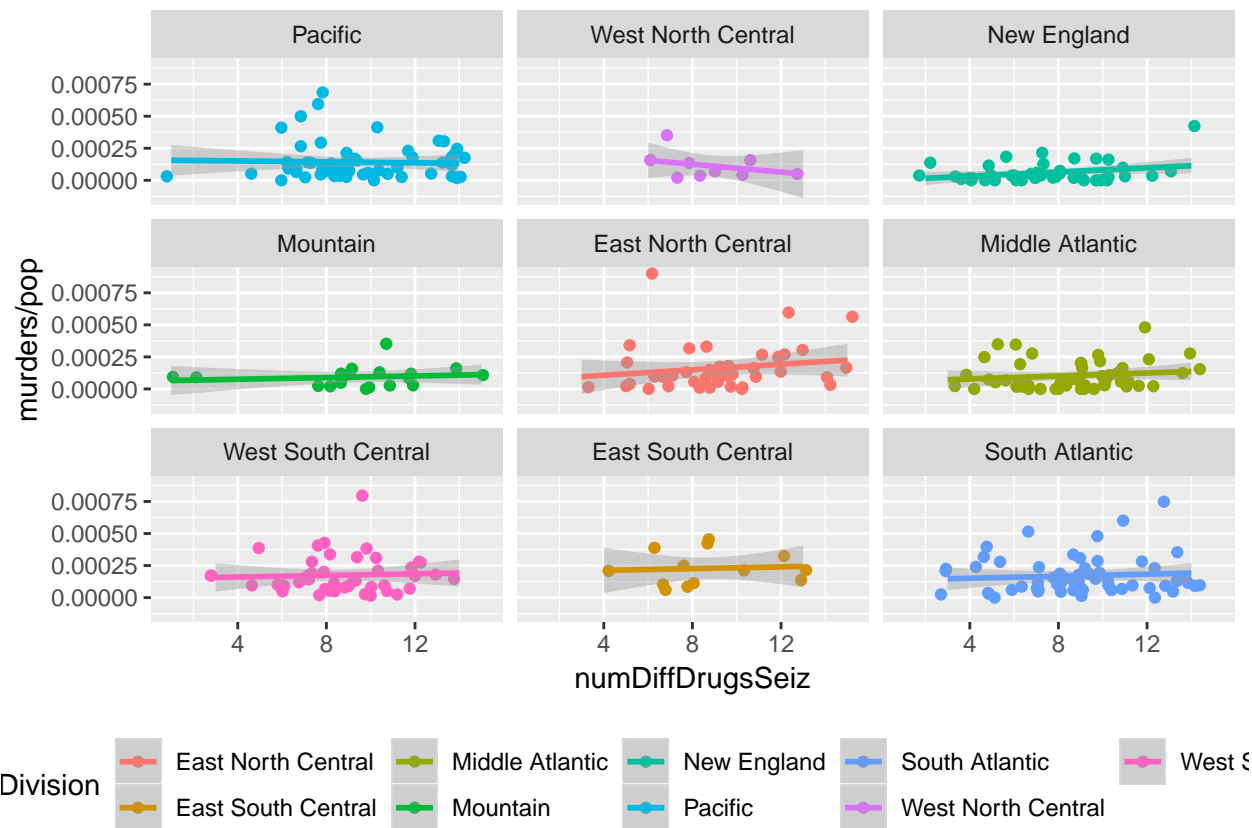 Pacific
West North Central
New England
0.00075
0.00050
0.00025
0.00000
Mountain
East North Central
Middle Atlantic
0.00075
0.00050
0.00025
0.00000
murders/pop
West South Central
East South Central
South Atlantic
0.00075
0.00050
0.00025
0.00000
4 8 12
4 8 12
4 8 12
numDiffDrugsSeiz
Division
East North Central
Middle Atlantic
New England
South Atlantic
West S
East South Central
Mountain
Pacific
West North Central